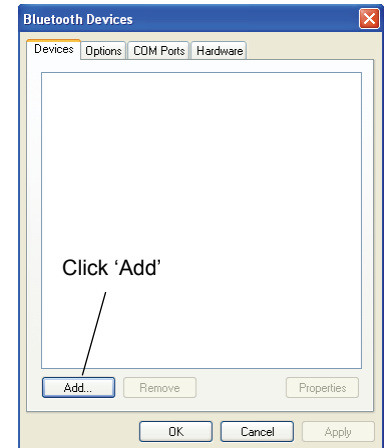 Bluetooth Devices
Devices Options COM Ports Hardware
Click ‘Add’
Add... Remove Properties
OK Cancel Apply